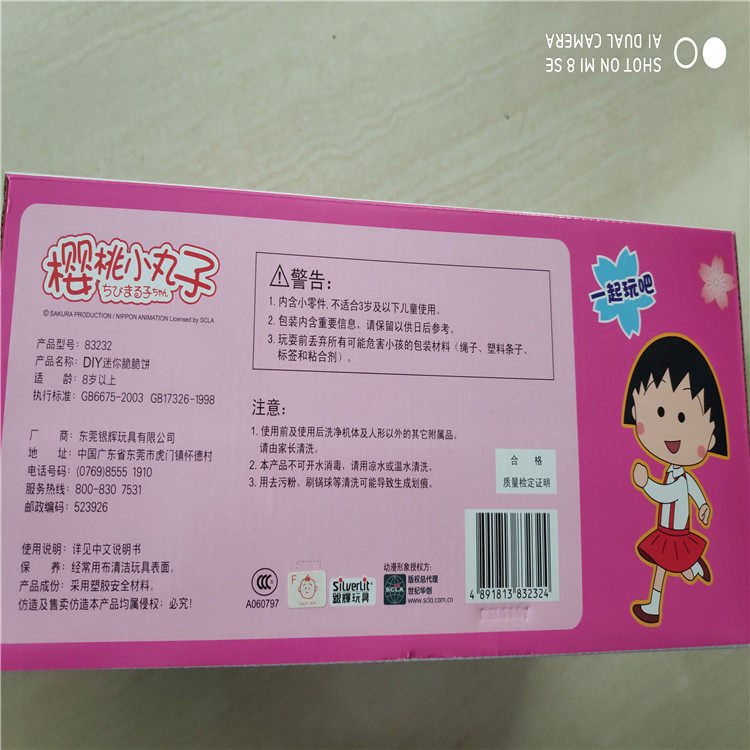 SHOT ON MI 8 SE
AI DUAL CAMERA
樱桃小丸子
ちびまる子ちゃん
© SAKURA PRODUCTION / NIPPON ANIMATION Licensed by SCLA
产品型号：83232
产品名称：DIY迷你脆脆饼
适 龄：8岁以上
执行标准：GB6675-2003 GB17326-1998
厂 商：东莞银辉玩具有限公司
地 址：中国广东省东莞市虎门镇怀德村
电话号码：(0769)8555 1910
服务热线：800-830 7531
邮政编码：523926
使用说明：详见中文说明书
保 养：经常用布清洁玩具表面。
产品成份：采用塑胶安全材料。
仿造及售卖仿造本产品均属侵权：必究！
警告：
1. 内含小零件，不适合3岁及以下儿童使用。
2. 包装内含重要信息，请保留以供日后参考。
3. 玩耍前丢弃所有可能危害小孩的包装材料（绳子、塑料条子、
标签和粘合剂）.
注意：
1. 使用前及使用后洗净机体及人形以外的其它附属品。
请由家长清洗。
2. 本产品不可开水消毒，请用凉水或温水清洗。
3. 用去污粉、刷锅球等清洗可能导致生成划痕。
合 格
质量检定证明
A060797
F
Silverlit
銀輝玩具
动漫形象授权方：
SCLA
版权总代理
世纪华创
www.scla.com.cn
4 891813 832324
一起玩吧